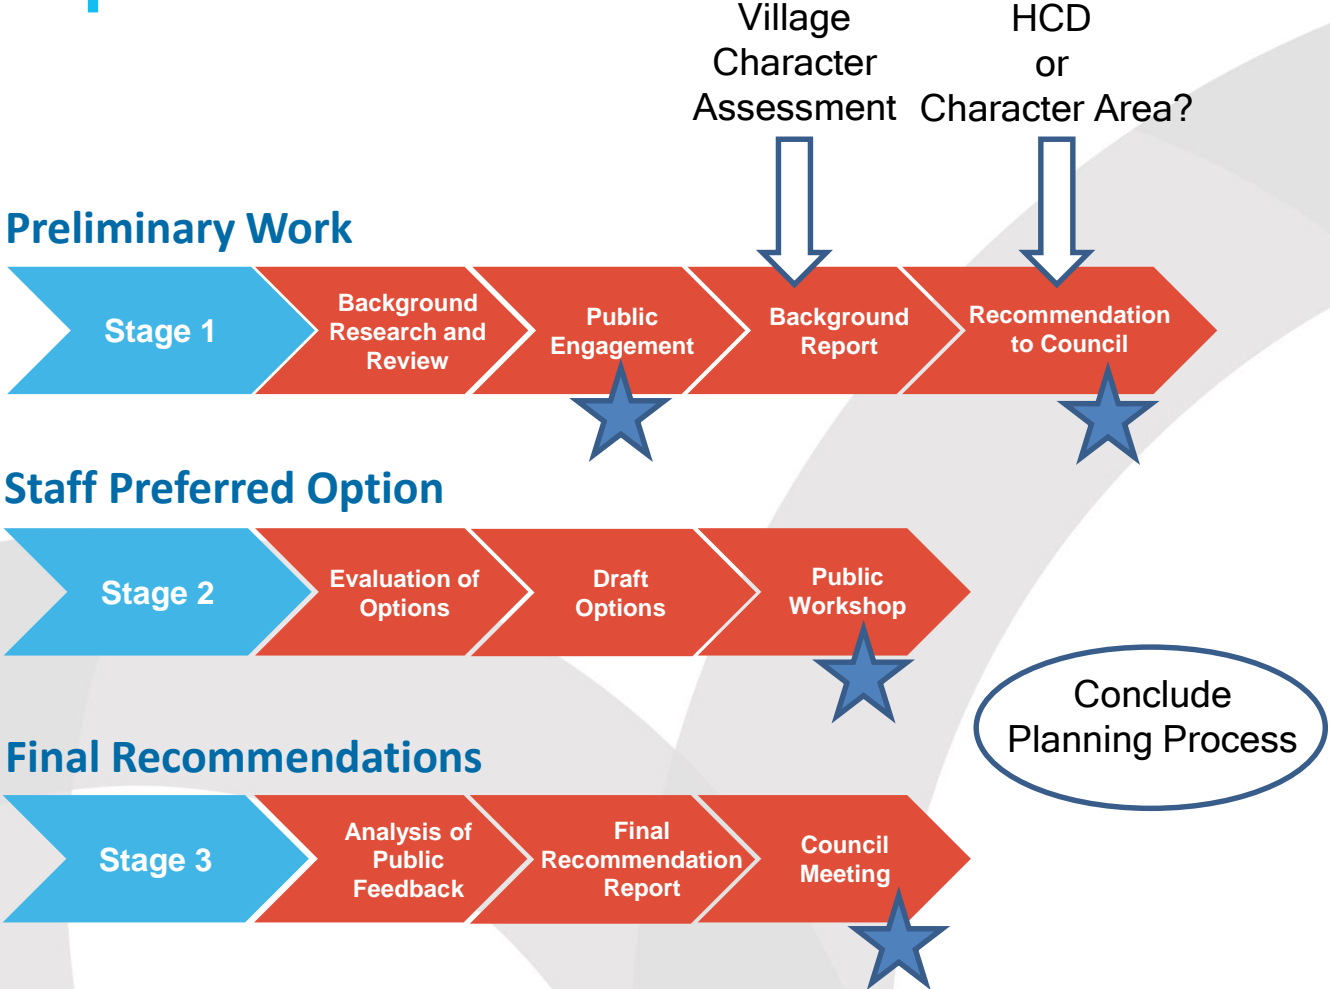 Village
Character
Assessment
HCD
or
Character Area?
Preliminary Work
Stage 1
Background
Research and
Review
Public
Engagement
Background
Report
Recommendation
to Council
Staff Preferred Option
Stage 2
Evaluation of
Options
Draft
Options
Public
Workshop
Conclude
Planning Process
Final Recommendations
Stage 3
Analysis of
Public
Feedback
Final
Recommendation
Report
Council
Meeting